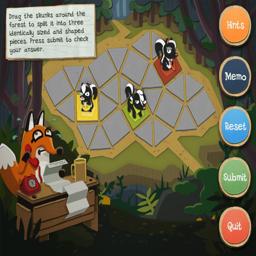 Drag the skunks around the
forest to split it into three
identically sized and shaped
pieces. Press submit to check
your answer.
Hints
Memo
Reset
Submit
Quit